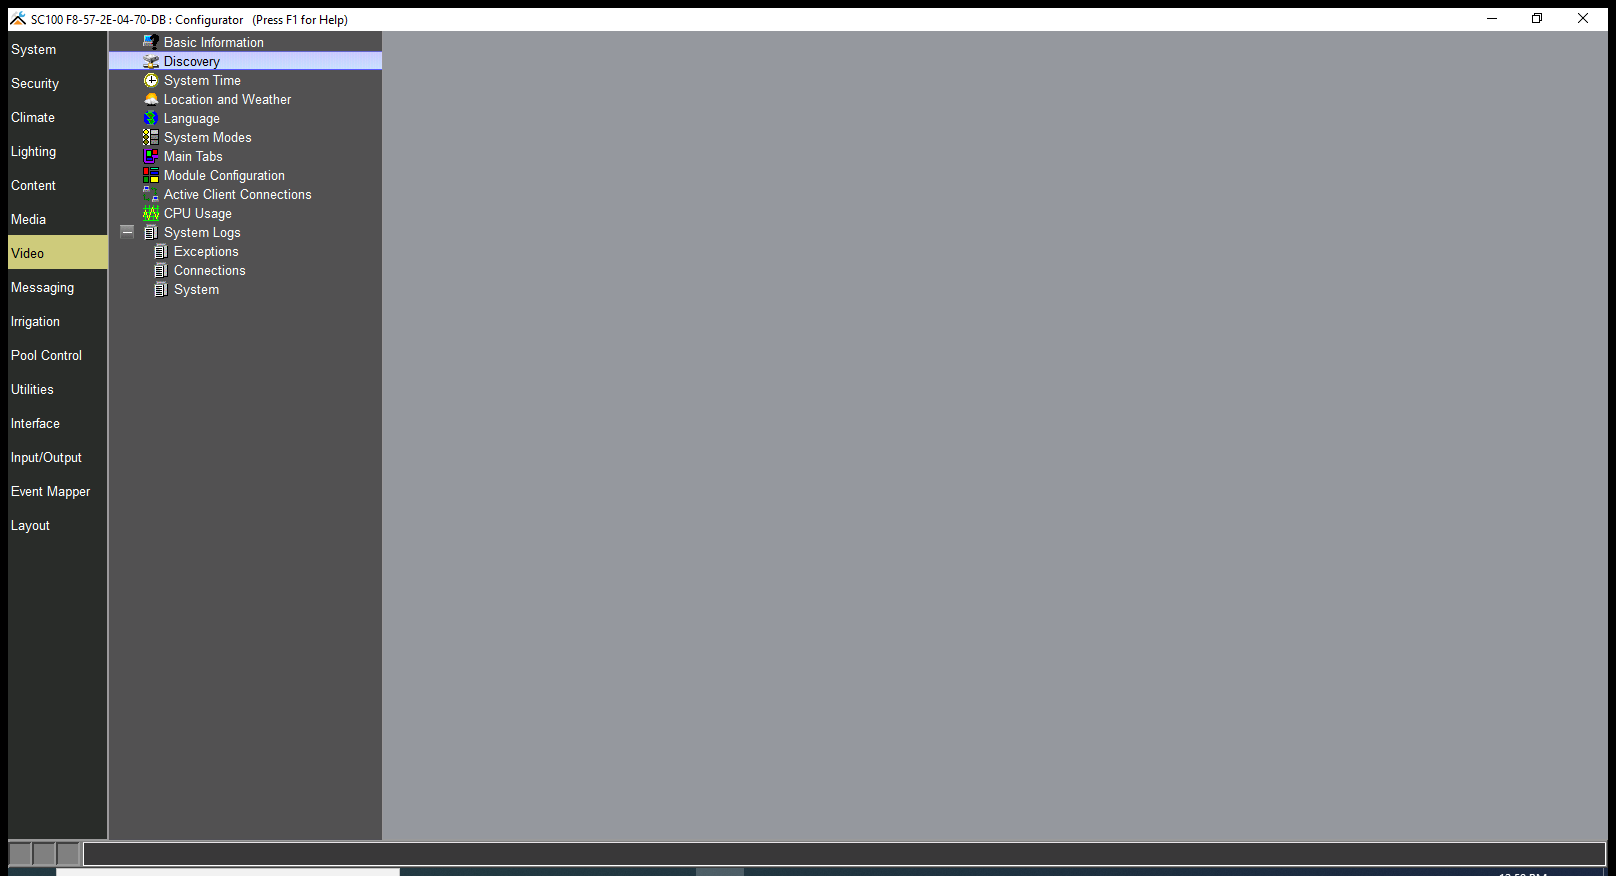 SC100 F8-57-2E-04-70-DB : Configurator (Press F1 for Help)
System
Security
Climate
Lighting
Content
Media
Video
Messaging
Irrigation
Pool Control
Utilities
Interface
Input/Output
Event Mapper
Layout
Basic Information
Discovery
System Time
Location and Weather
Language
System Modes
Main Tabs
Module Configuration
Active Client Connections
CPU Usage
System Logs
Exceptions
Connections
System